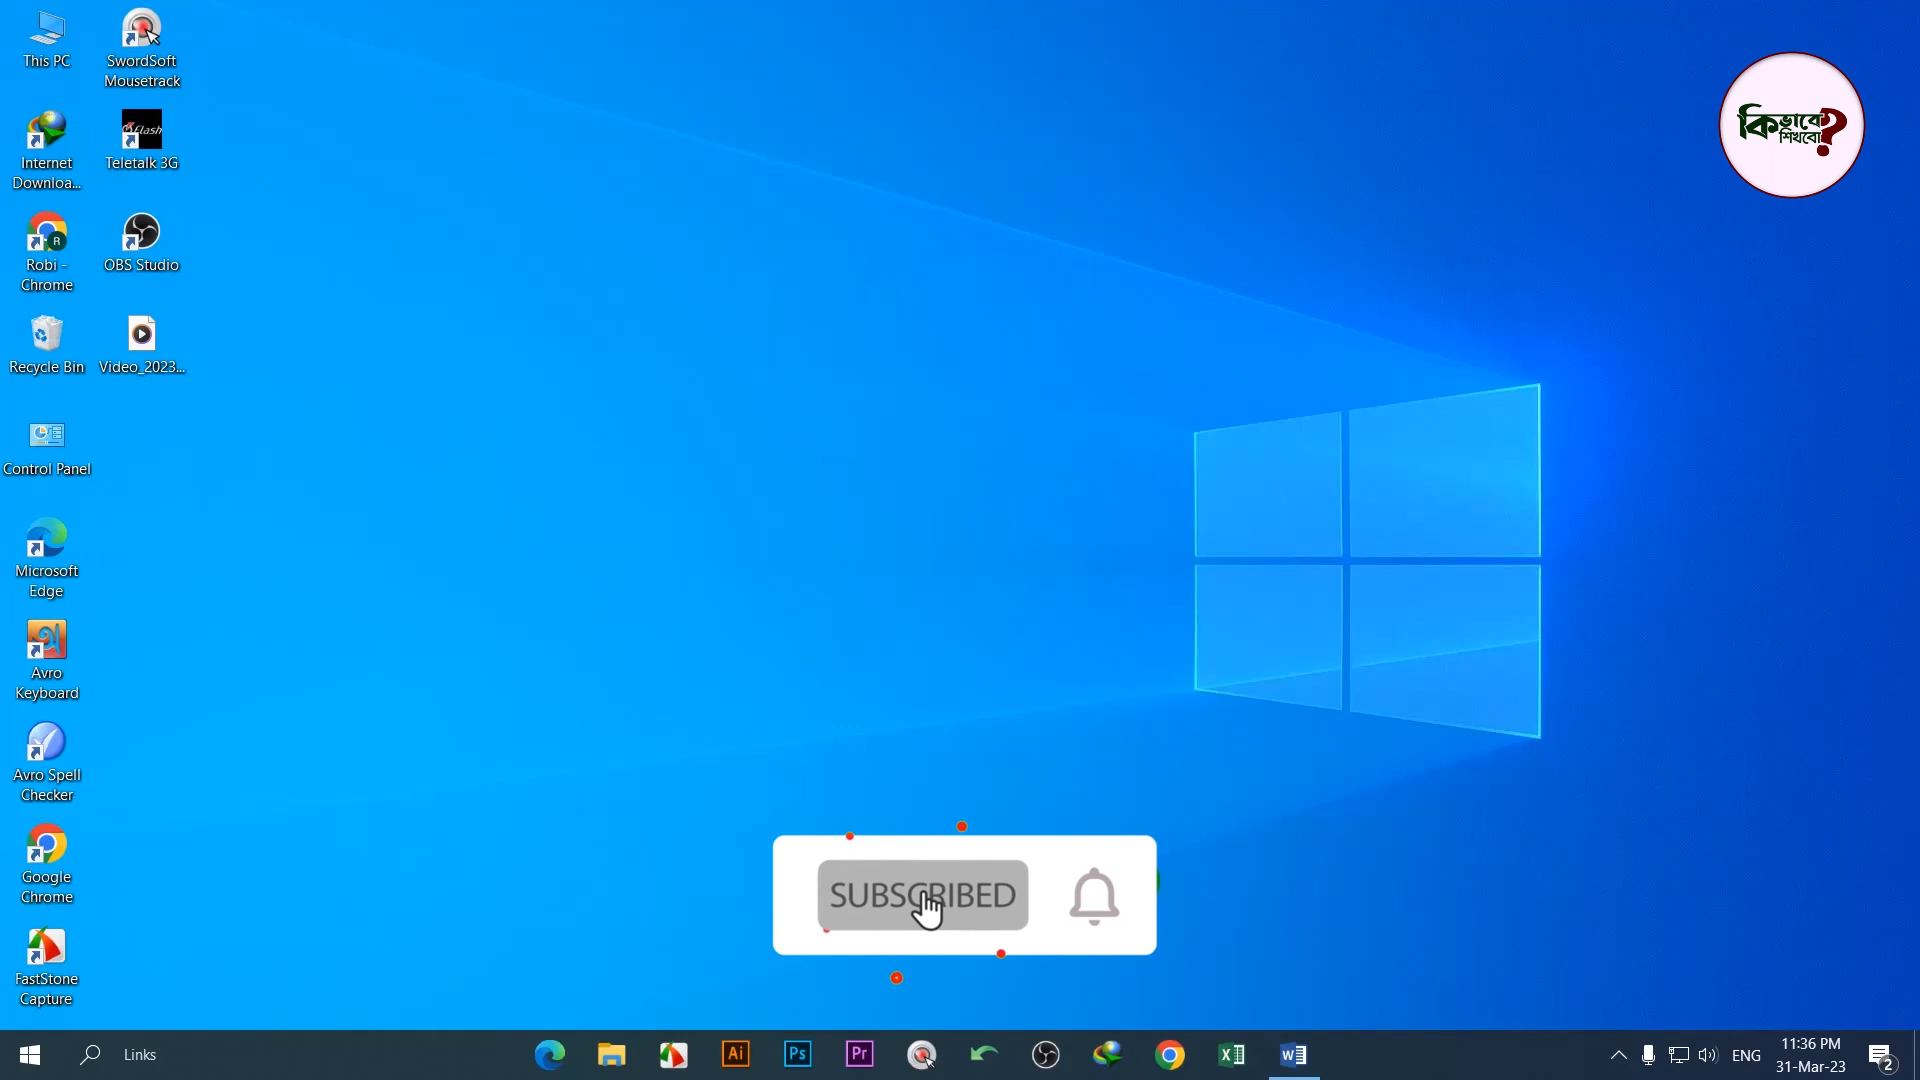 This PC
SwordSoft
Mousetrack
Internet
Downloa...
Teletalk 3G
Flash
Robi -
Chrome
R
OBS Studio
Recycle Bin
Video_2023...
Control Panel
Microsoft
Edge
অ
Avro
Keyboard
Avro Spell
Checker
Google
Chrome
FastStone
Capture
কিভাবে
শিখবো?
SUBSCRIBED
Links
Ai
Ps
Pr
X
W
ENG
11:36 PM
31-Mar-23
2